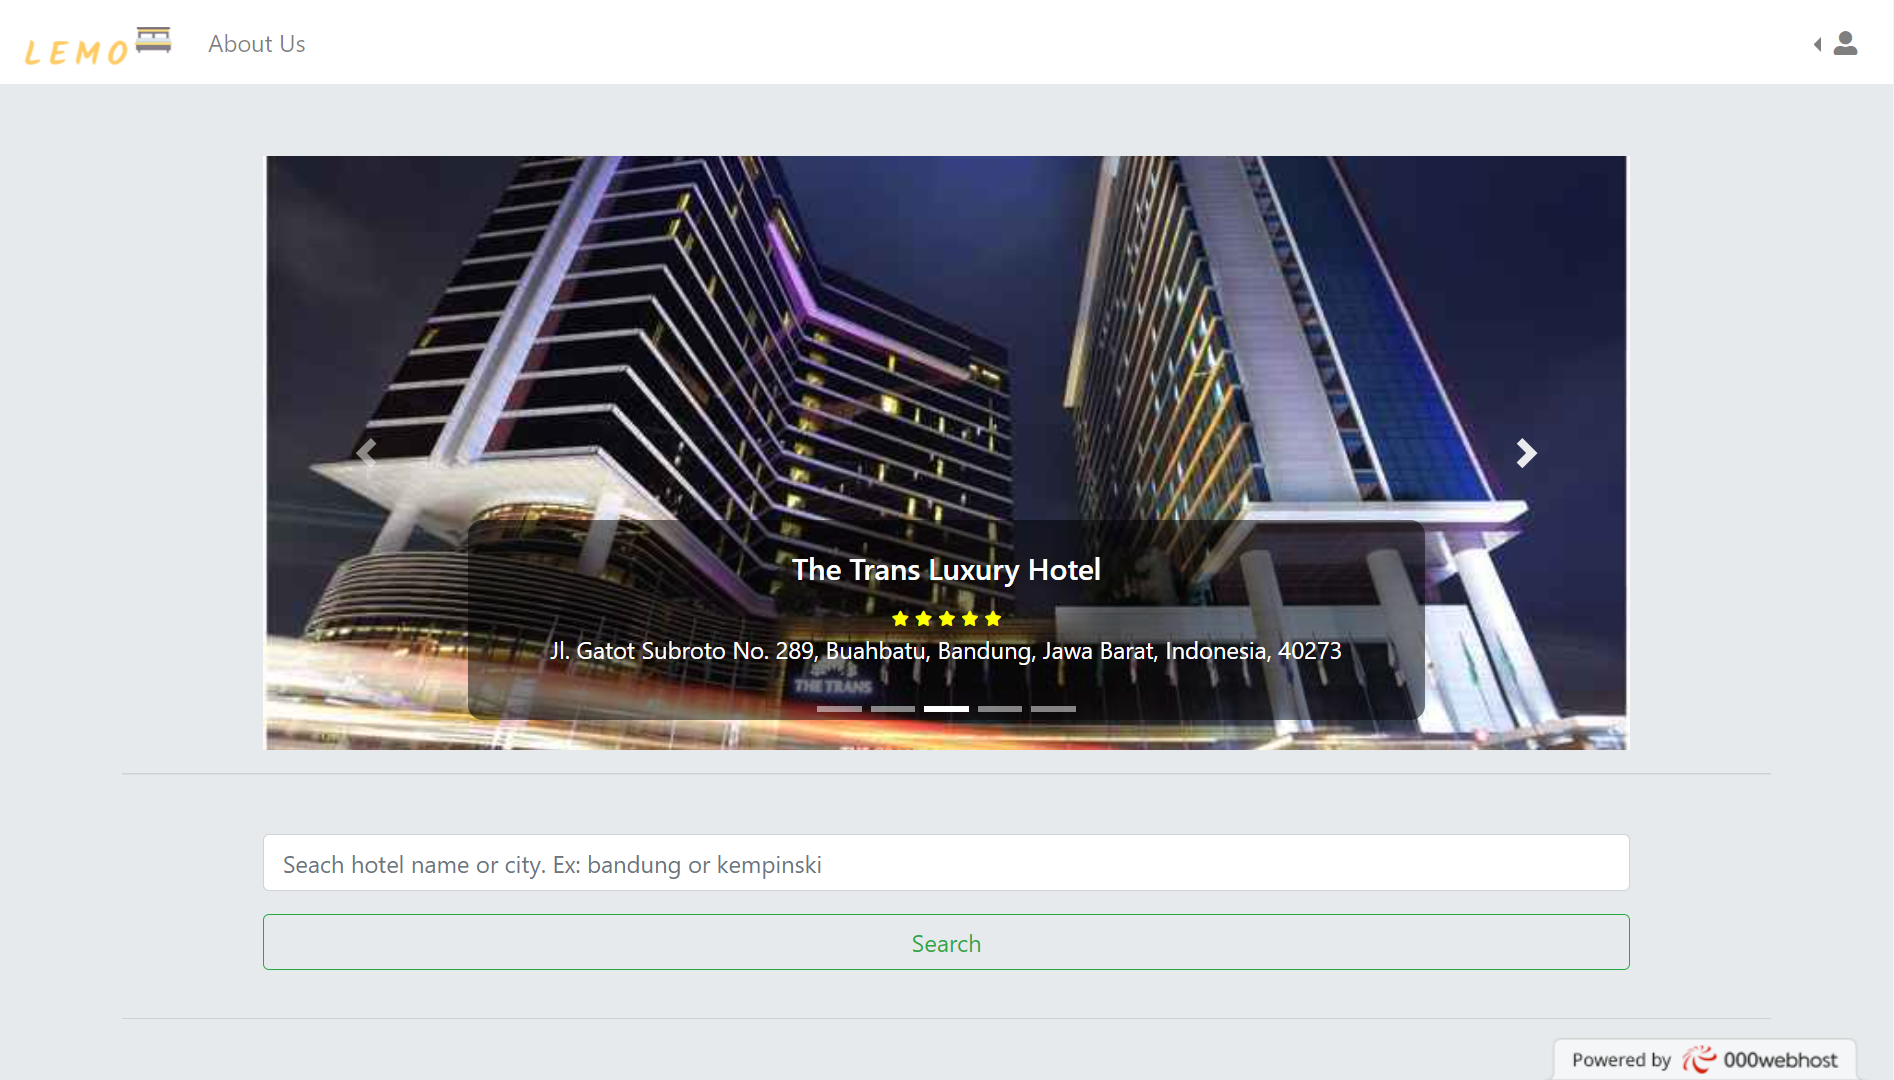 LEMO
About Us
The Trans Luxury Hotel
Jl. Gatot Subroto No. 289, Buahbatu, Bandung, Jawa Barat, Indonesia, 40273
THE TRANS
Seach hotel name or city. Ex: bandung or kempinski
Search
Powered by 000webhost